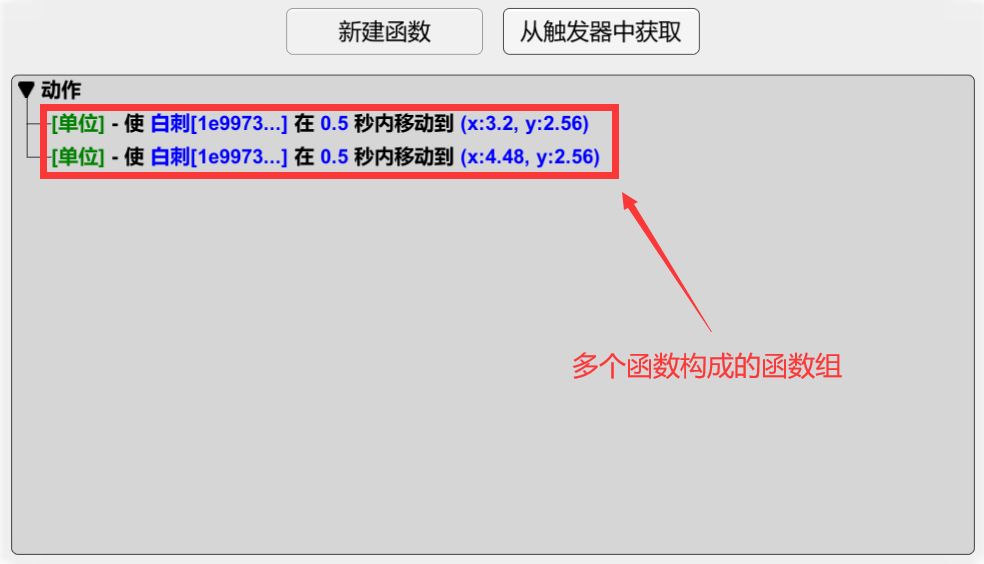 新建函数
从触发器中获取
动作
[单位] - 使 白刺[1e9973...] 在 0.5 秒内移动到 (x:3.2, y:2.56)
[单位] - 使 白刺[1e9973...] 在 0.5 秒内移动到 (x:4.48, y:2.56)
多个函数构成的函数组